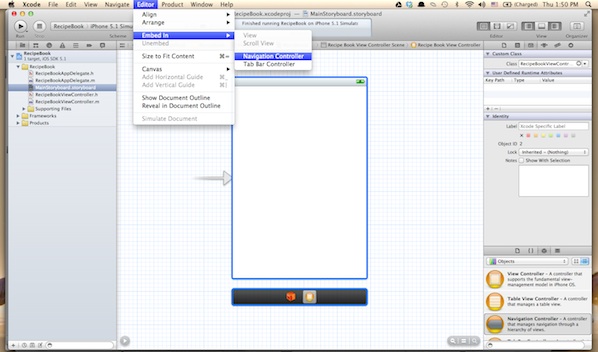 Xcode
File
Edit
View
Navigate
Editor
Product
Window
Help
(Charged)
Thu 1:50 PM
RecipeBook.xcodeproj — MainStoryboard.storyboard
RecipeBook
iPhone 5.1 Simulator
Finished running RecipeBook on iPhone 5.1 Simulator
Run
Editor
View
Organizer
RecipeBook
1 target, iOS SDK 5.1
RecipeBook
RecipeBookAppDelegate.h
RecipeBookAppDelegate.m
MainStoryboard.storyboard
RecipeBookViewController.h
RecipeBookViewController.m
Supporting Files
Frameworks
Products
Align
Arrange
Embed In
Unembed
Size to Fit Content
⌘=
Canvas
Add Horizontal Guide
Add Vertical Guide
Show Document Outline
Reveal in Document Outline
Simulate Document
View
Scroll View
Navigation Controller
Tab Bar Controller
Recipe Book View Controller Scene
Recipe Book View Controller
Custom Class
Class RecipeBookViewContr
User Defined Runtime Attributes
Key Path
Type
Value
Identity
Label
Xcode Specific Label
Object ID 2
Lock Inherited - (Nothing)
Notes
Show With Selection
Objects
View Controller - A controller
that supports the fundamental view-
management model in iPhone OS.
Table View Controller - A
controller that manages a table view.
Navigation Controller - A
controller that manages navigation
through a hierarchy of views.